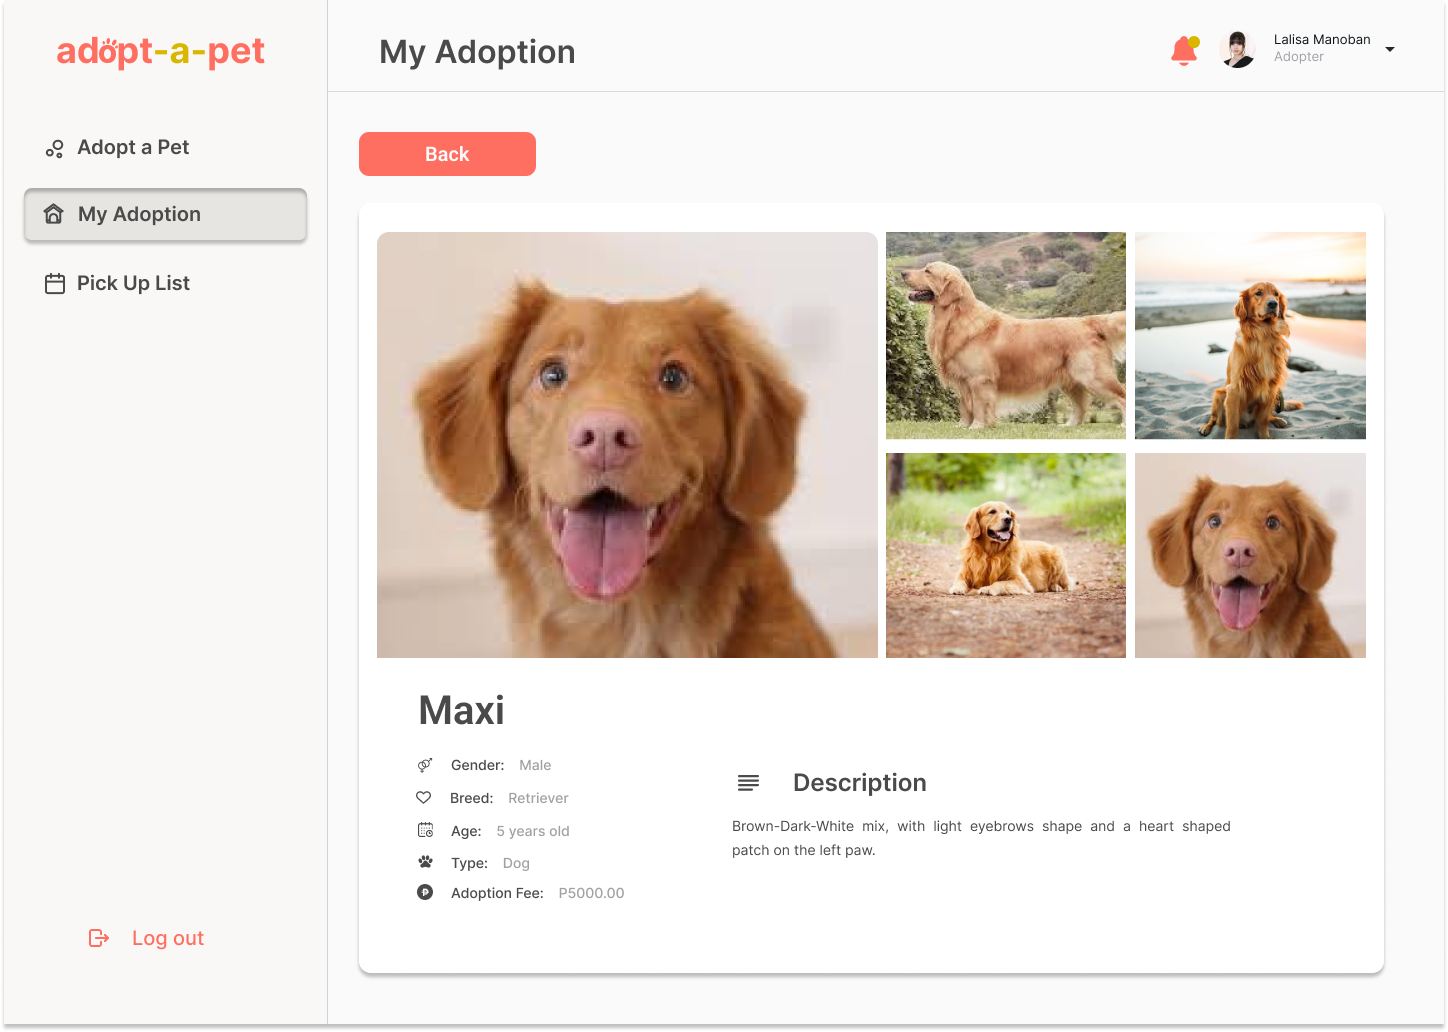 adopt-a-pet
My Adoption
Lalisa Manoban
Adopter
Adopt a Pet
My Adoption
Pick Up List
Log out
Back
Maxi
Gender: Male
Breed: Retriever
Age: 5 years old
Type: Dog
Adoption Fee: P5000.00
Description
Brown-Dark-White mix, with light eyebrows shape and a heart shaped
patch on the left paw.